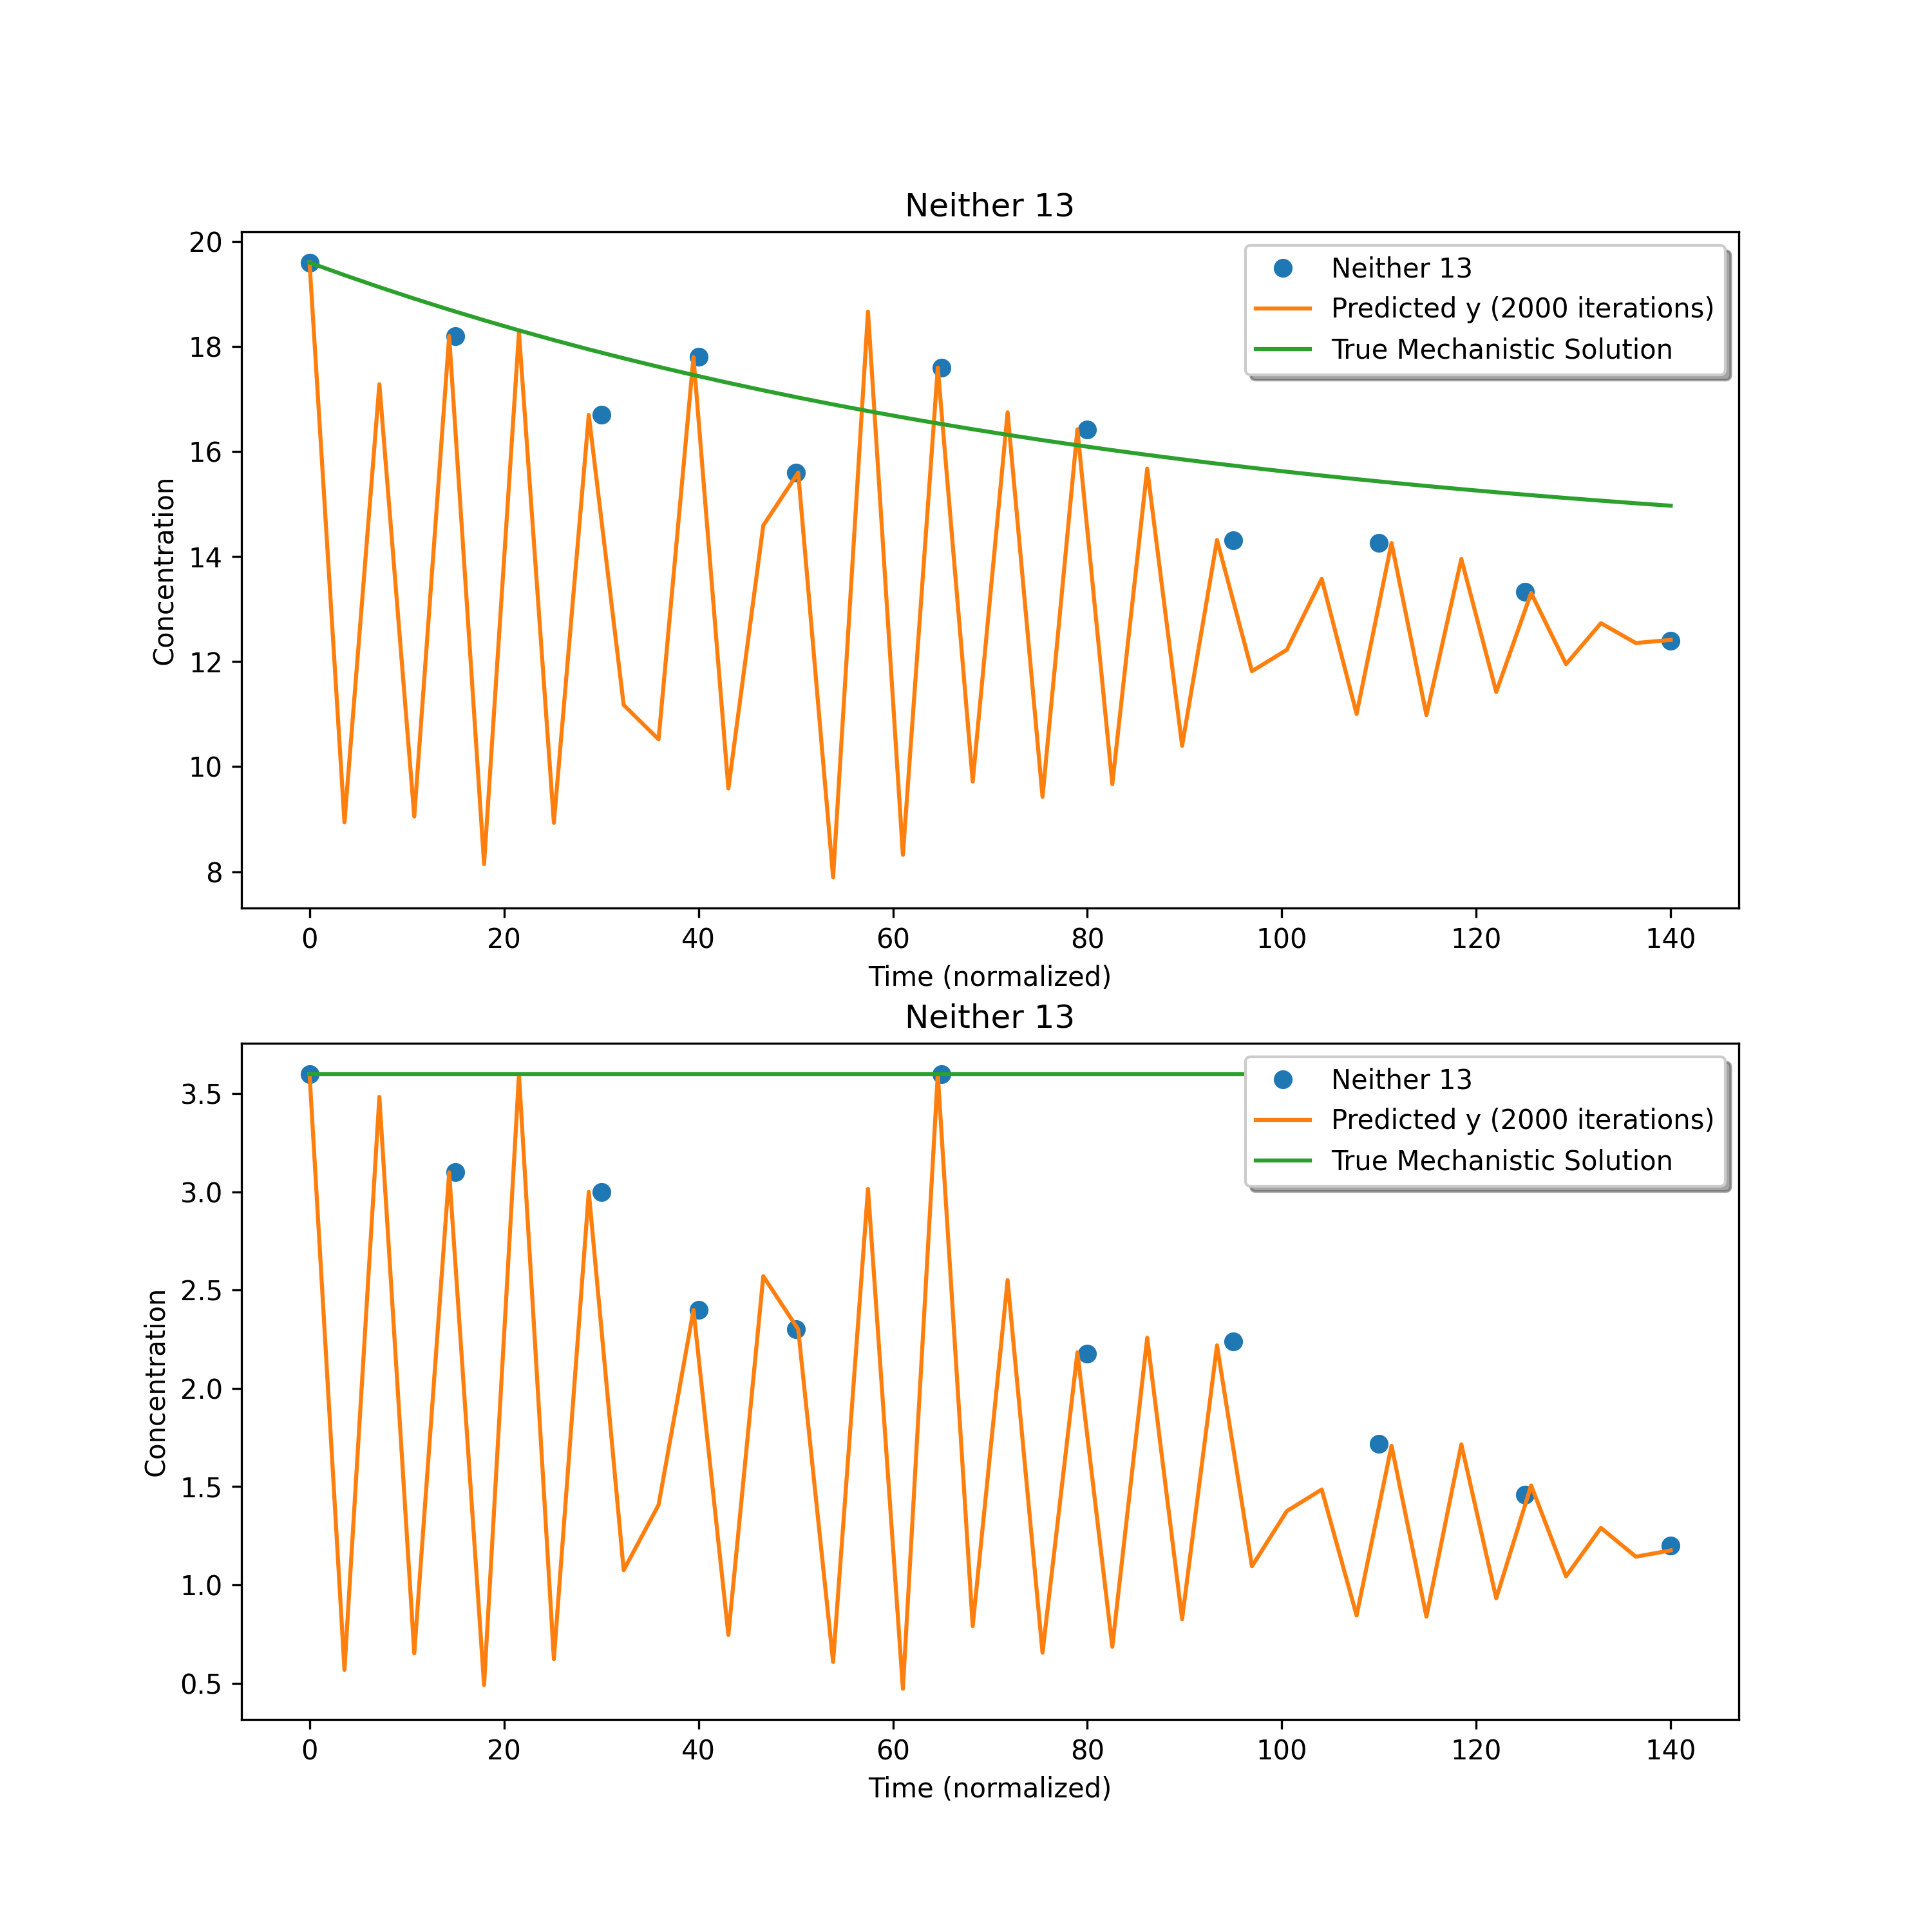 Neither 13
20
18
16
14
12
10
8
Concentration
Neither 13
Predicted y (2000 iterations)
True Mechanistic Solution
0 20 40 60 80 100 120 140
Time (normalized)
Neither 13
3.5
3.0
2.5
2.0
1.5
1.0
0.5
Concentration
Neither 13
Predicted y (2000 iterations)
True Mechanistic Solution
0 20 40 60 80 100 120 140
Time (normalized)